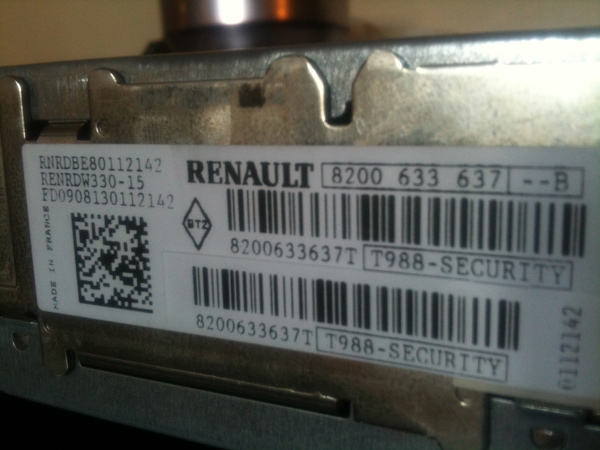 RNRDBE80112142
RENRDW330-15
FD0908130112142
RENAULT 8200 633 637 --B
MADE IN FRANCE
BTZ
8200633637T T988-SECURITY
8200633637T T988-SECURITY
0112142